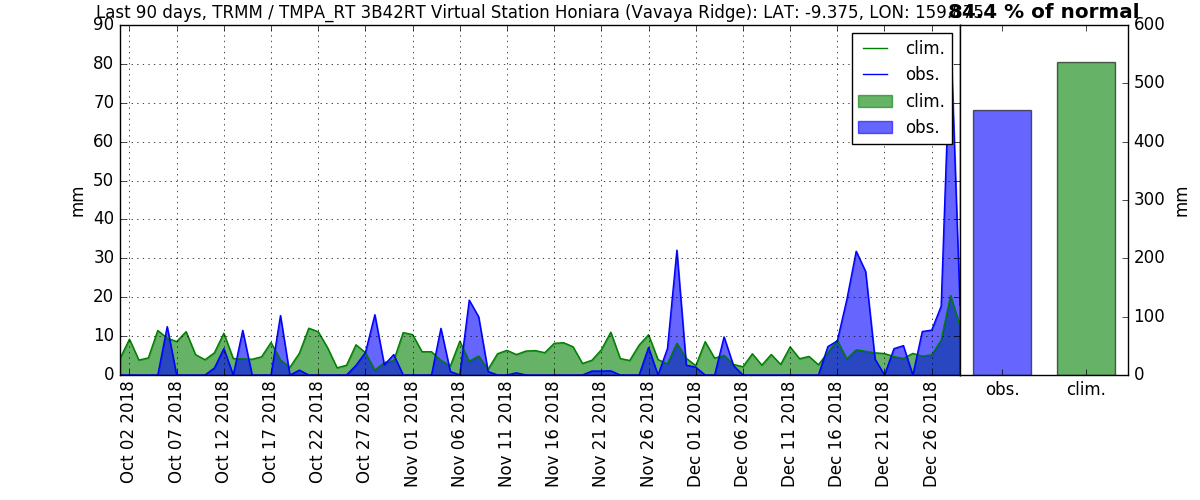 Last 90 days, TRMM / TMPA_RT 3B42RT Virtual Station Honiara (Vavaya Ridge): LAT: -9.375, LON: 159.
84.4 % of normal
90
80
70
60
50
40
30
20
10
0
mm
clim.
obs.
clim.
obs.
Oct 02 2018
Oct 07 2018
Oct 12 2018
Oct 17 2018
Oct 22 2018
Oct 27 2018
Nov 01 2018
Nov 06 2018
Nov 11 2018
Nov 16 2018
Nov 21 2018
Nov 26 2018
Dec 01 2018
Dec 06 2018
Dec 11 2018
Dec 16 2018
Dec 21 2018
Dec 26 2018
600
500
400
300
200
100
0
mm
obs.
clim.